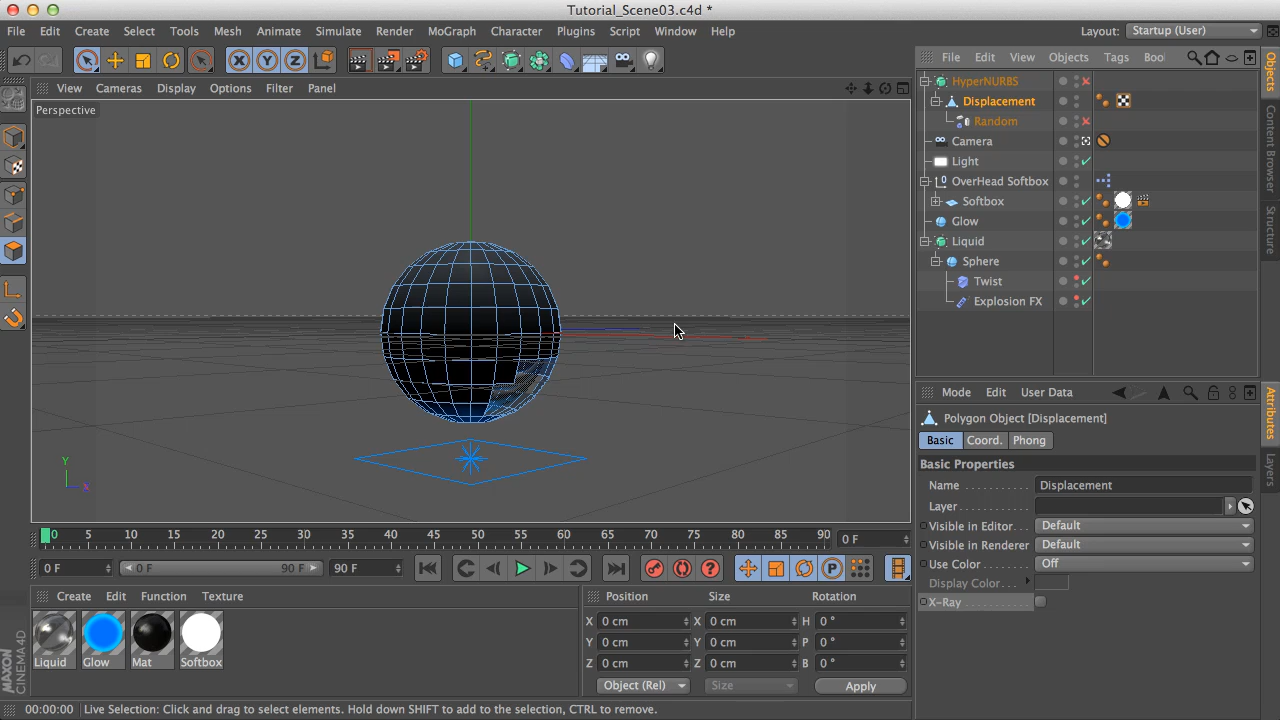 Tutorial_Scene03.c4d *
File Edit Create Select Tools Mesh Animate Simulate Render MoGraph Character Plugins Script Window Help
Layout: Startup (User)
X Y Z
View Cameras Display Options Filter Panel
Perspective
Y
X
File Edit View Objects Tags Boo
HyperNURBS
Displacement
Random
Camera
Light
OverHead Softbox
Softbox
Glow
Liquid
Sphere
Twist
Explosion FX
Objects
Content Browser
Structure
Mode Edit User Data
Polygon Object [Displacement]
Basic Coord. Phong
Basic Properties
Name Displacement
Layer
Visible in Editor Default
Visible in Renderer Default
Use Color Off
Display Color
X-Ray
Attributes
Layers
0 5 10 15 20 25 30 35 40 45 50 55 60 65 70 75 80 85 90 0 F
0 F 0 F 90 F 90 F
P
Create Edit Function Texture
Liquid Glow Mat Softbox
Position Size Rotation
X 0 cm X 0 cm H 0 °
Y 0 cm Y 0 cm P 0 °
Z 0 cm Z 0 cm B 0 °
Object (Rel) Size Apply
MAXON
CINEMA 4D
00:00:00 Live Selection: Click and drag to select elements. Hold down SHIFT to add to the selection, CTRL to remove.